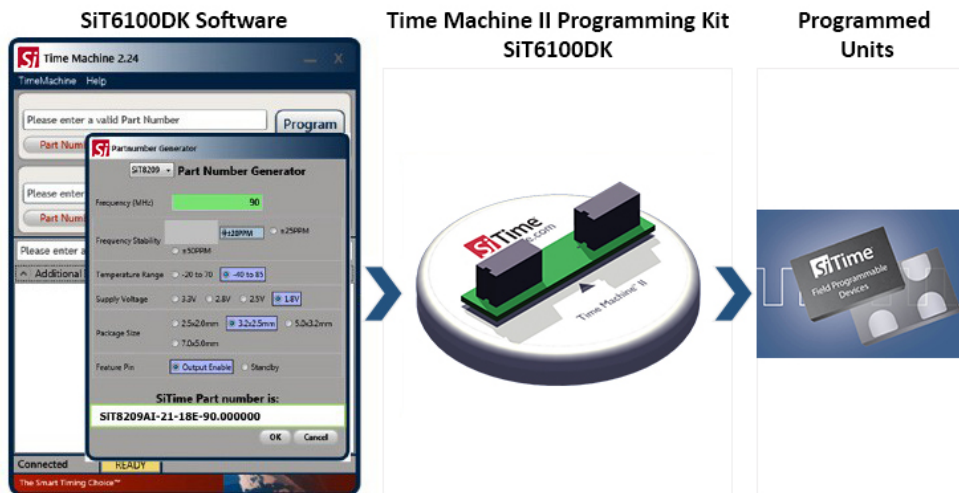 SiT6100DK Software
Time Machine II Programming Kit
SiT6100DK
Programmed
Units
Si Time Machine 2.24
TimeMachine Help
Please enter a valid Part Number
Program
Part Num
Please enter
Part Num
Please enter a
Additional
Si Partnumber Generator
SiT8209 Part Number Generator
Frequency (MHz) 90
Frequency Stability ±20PPM ±25PPM
±50PPM
Temperature Range -20 to 70 -40 to 85
Supply Voltage 3.3V 2.8V 2.5V 1.8V
Package Size 2.5x2.0mm 3.2x2.5mm 5.0x3.2mm
7.0x5.0mm
Feature Pin Output Enable Standby
SiTime Part number is:
SiT8209AI-21-18E-90.000000
OK Cancel
Connected READY
The Smart Timing Choice™
SiTime
e.com
Time Machine™ II
SiTime
Field Programmable
Devices